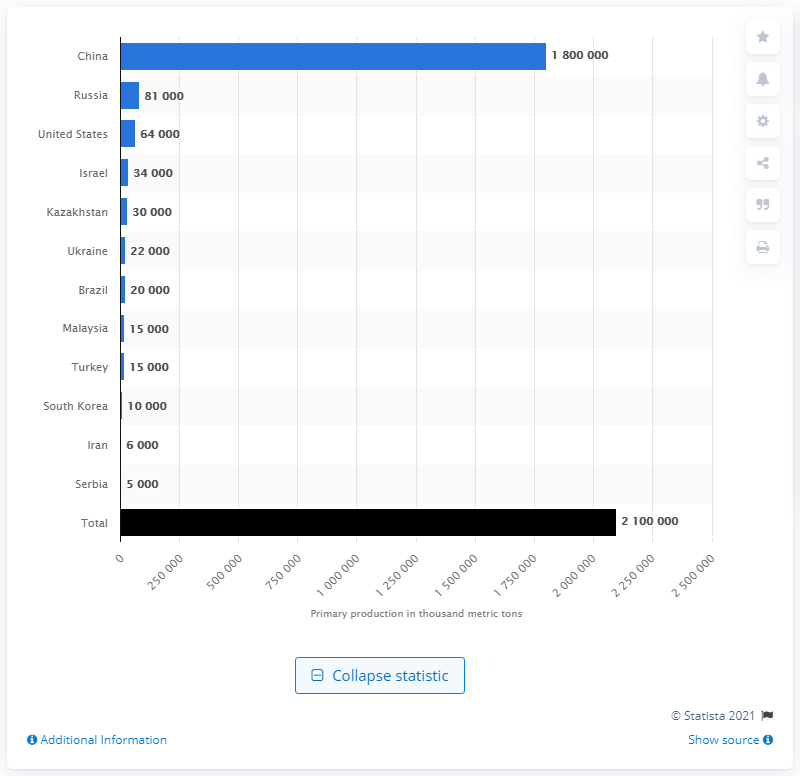 China 1 800 000
Russia 81 000
United States 64 000
Israel 34 000
Kazakhstan 30 000
Ukraine 22 000
Brazil 20 000
Malaysia 15 000
Turkey 15 000
South Korea 10 000
Iran 6 000
Serbia 5 000
Total 2 100 000
0 250 000 500 000 750 000 1 000 000 1 250 000 1 500 000 1 750 000 2 000 000 2 250 000 2 500 000
Primary production in thousand metric tons
Collapse statistic
© Statista 2021
Additional Information Show source